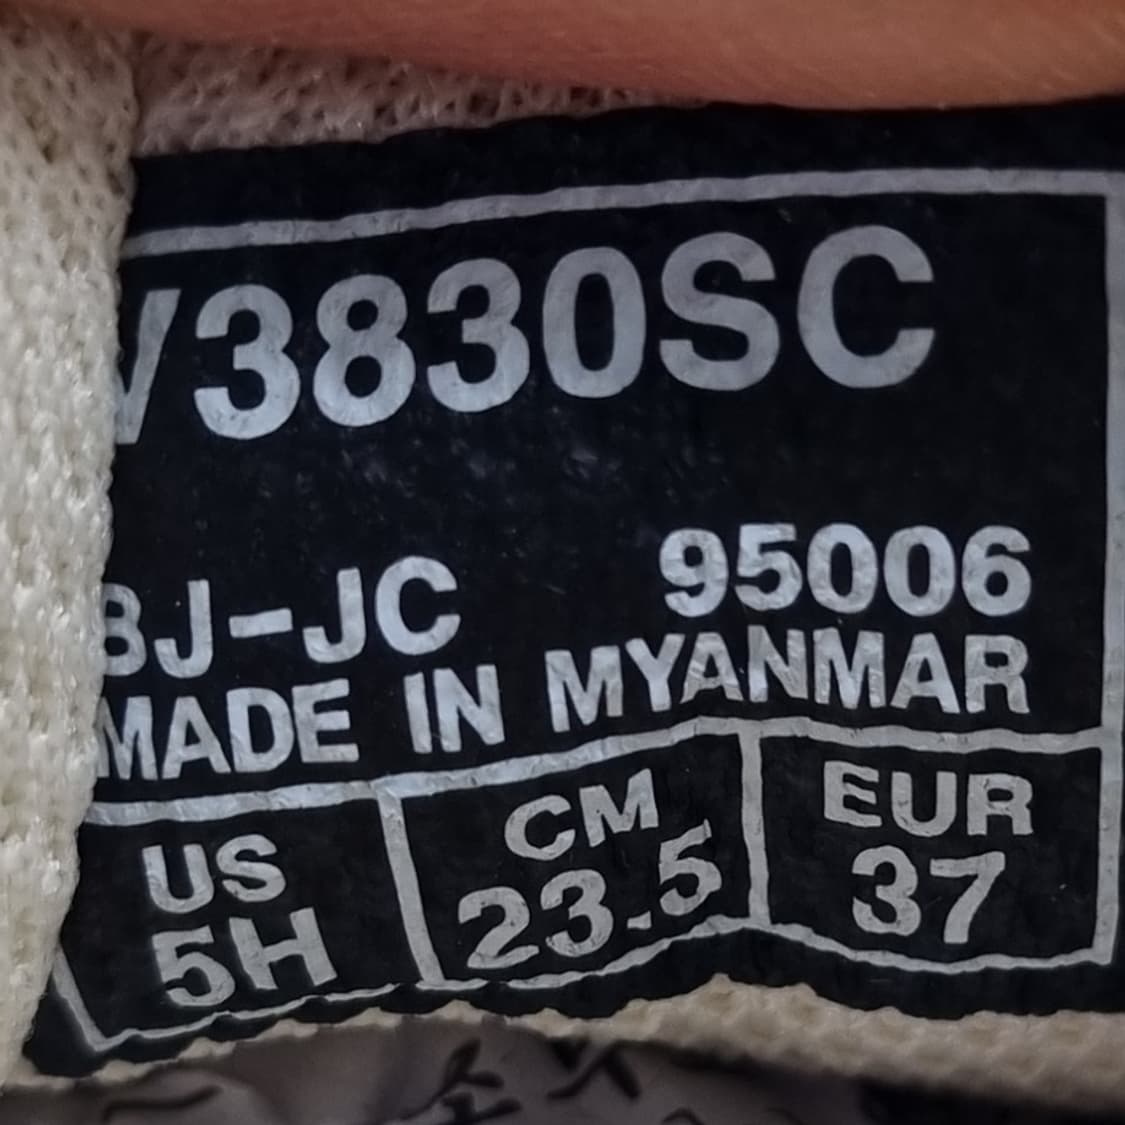 V3830SC
BJ-JC 95006
MADE IN MYANMAR
US CM EUR
5H 23.5 37